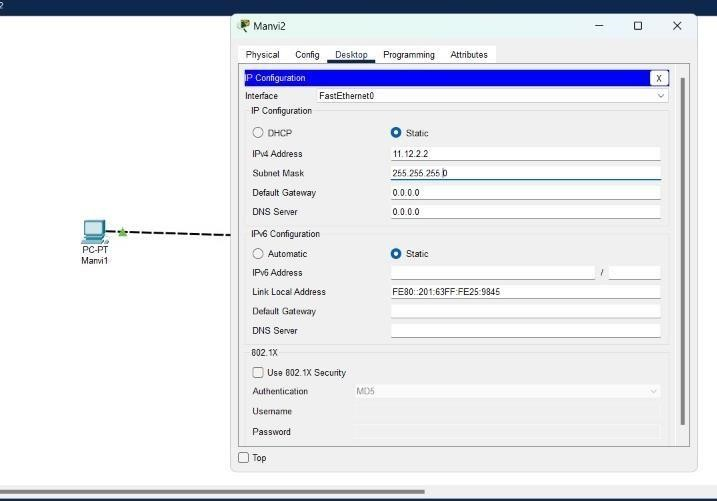 2
Manvi2
Physical Config Desktop Programming Attributes
IP Configuration X
Interface FastEthernet0
IP Configuration
DHCP Static
IPv4 Address 11.12.2.2
Subnet Mask 255.255.255.0
Default Gateway 0.0.0.0
DNS Server 0.0.0.0
IPv6 Configuration
Automatic Static
IPv6 Address /
Link Local Address FE80::201:63FF:FE25:9845
Default Gateway
DNS Server
802.1X
Use 802.1X Security
Authentication MD5
Username
Password
Top
PC-PT
Manvi1